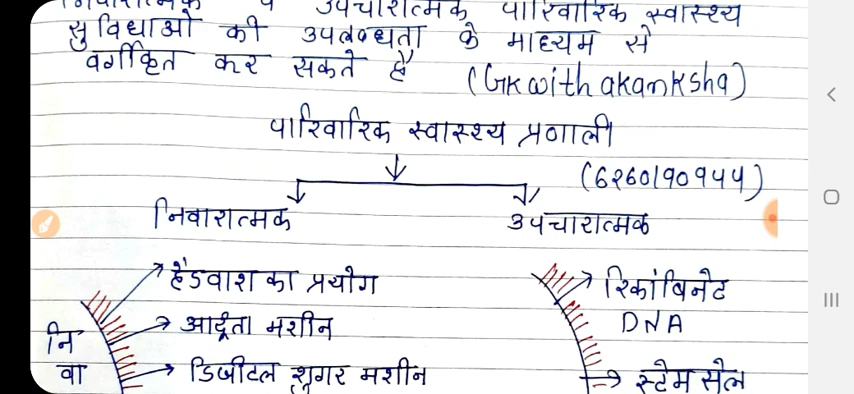 निवारात्मक व उपचारात्मक पारिवारिक स्वास्थ्य
सुविधाओं की उपलब्धता के माध्यम से
वर्गीकृत कर सकते हैं
(GK with akanksha)
पारिवारिक स्वास्थ्य प्रणाली
(6260190944)
निवारात्मक
उपचारात्मक
हैंडवाश का प्रयोग
आर्द्रता मशीन
डिजीटल शुगर मशीन
नि
वा
रिकांबिनेट
DNA
स्टेम सेल